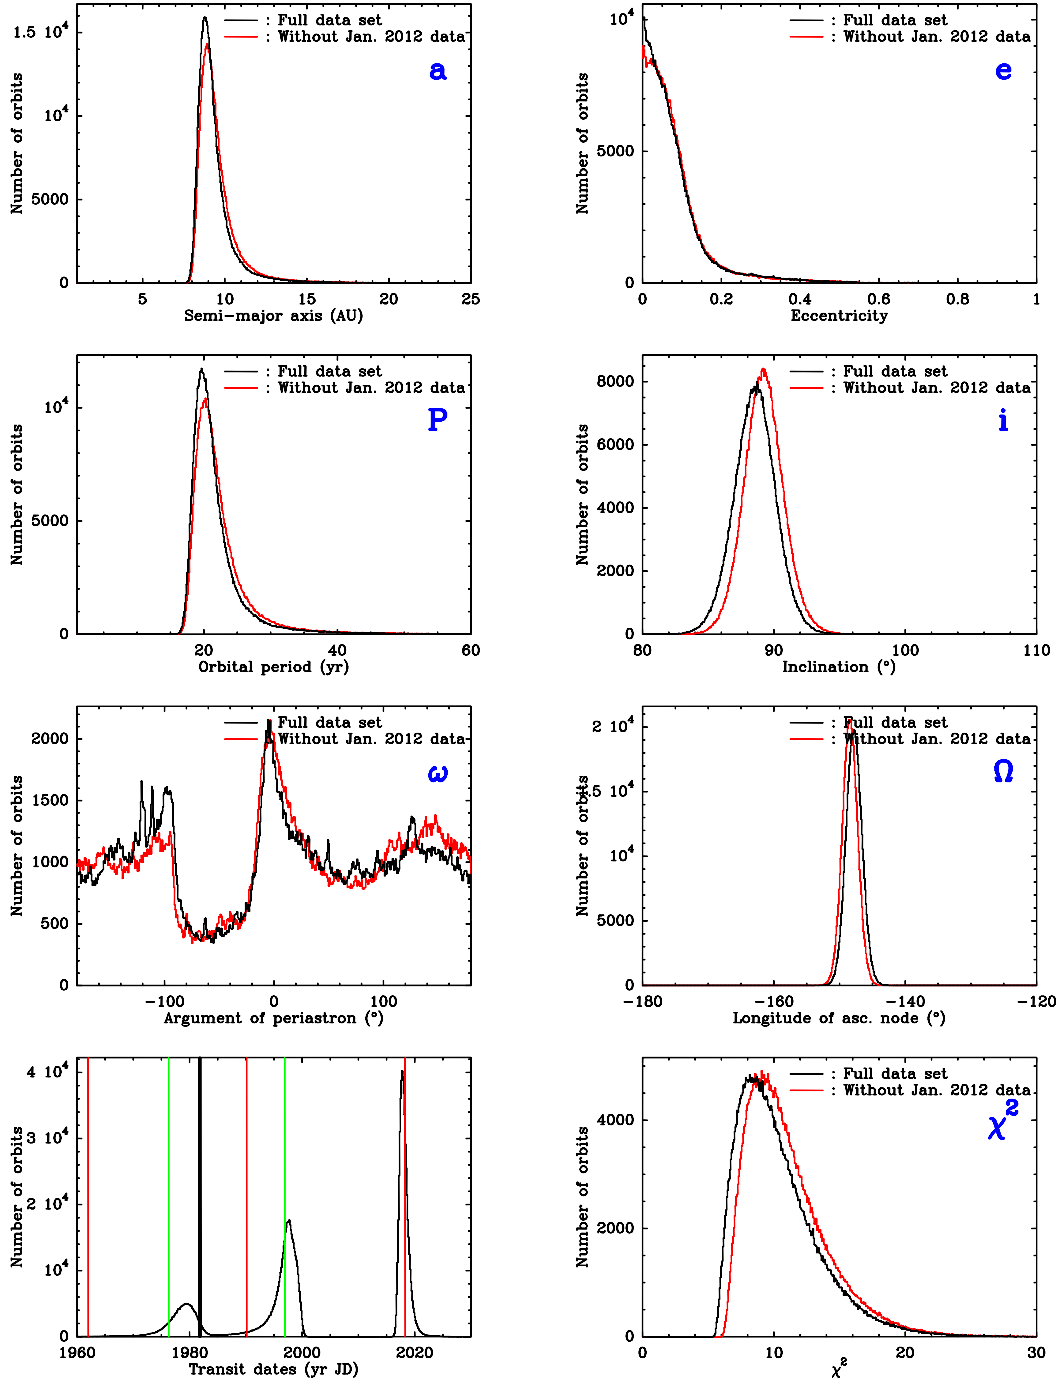 1.5 10⁴
10⁴
5000
0
Number of orbits
: Full data set
: Without Jan. 2012 data
a
5 10 15 20 25
Semi-major axis (AU)
10⁴
5000
0
Number of orbits
: Full data set
: Without Jan. 2012 data
e
0 0.2 0.4 0.6 0.8 1
Eccentricity
10⁴
5000
0
Number of orbits
: Full data set
: Without Jan. 2012 data
P
20 40 60
Orbital period (yr)
8000
6000
4000
2000
0
Number of orbits
: Full data set
: Without Jan. 2012 data
i
80 90 100 110
Inclination (°)
2000
1500
1000
500
0
Number of orbits
: Full data set
: Without Jan. 2012 data
ω
−100 0 100
Argument of periastron (°)
2 10⁴
1.5 10⁴
10⁴
5000
0
Number of orbits
: Full data set
: Without Jan. 2012 data
Ω
−180 −160 −140 −120
Longitude of asc. node (°)
4 10⁴
3 10⁴
2 10⁴
10⁴
0
Number of orbits
1960 1980 2000 2020
Transit dates (yr JD)
4000
2000
0
Number of orbits
: Full data set
: Without Jan. 2012 data
χ²
0 10 20 30
χ²